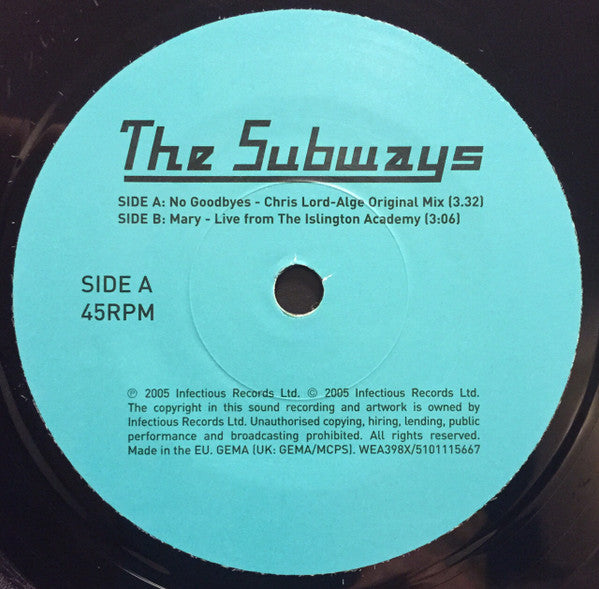 The Subways
SIDE A: No Goodbyes - Chris Lord-Alge Original Mix (3.32)
SIDE B: Mary - Live from The Islington Academy (3:06)
SIDE A
45RPM
℗ 2005 Infectious Records Ltd. © 2005 Infectious Records Ltd.
The copyright in this sound recording and artwork is owned by
Infectious Records Ltd. Unauthorised copying, hiring, lending, public
performance and broadcasting prohibited. All rights reserved.
Made in the EU. GEMA (UK: GEMA/MCPS). WEA398X/5101115667